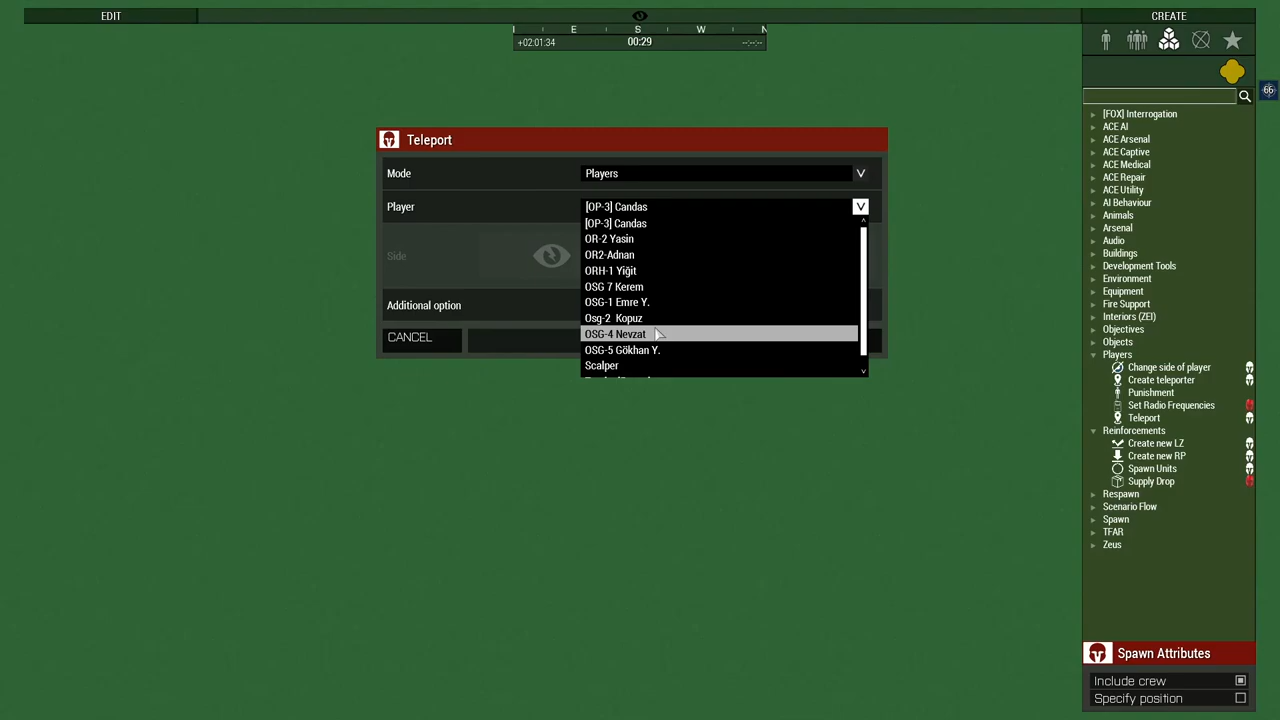 EDIT
CREATE
I E S W N
+02:01:34 00:29 --:--:--
66
Teleport
Mode Players
Player [OP-3] Candas
[OP-3] Candas
OR-2 Yasin
OR2-Adnan
Side
ORH-1 Yiğit
OSG 7 Kerem
Additional option
OSG-1 Emre Y.
Osg-2 Kopuz
CANCEL
OSG-4 Nevzat
OSG-5 Gökhan Y.
Scalper
[FOX] Interrogation
ACE AI
ACE Arsenal
ACE Captive
ACE Medical
ACE Repair
ACE Utility
AI Behaviour
Animals
Arsenal
Audio
Buildings
Development Tools
Environment
Equipment
Fire Support
Interiors (ZEI)
Objectives
Objects
Players
Change side of player
Create teleporter
Punishment
Set Radio Frequencies
Teleport
Reinforcements
Create new LZ
Create new RP
Spawn Units
Supply Drop
Respawn
Scenario Flow
Spawn
TFAR
Zeus
Spawn Attributes
Include crew
Specify position